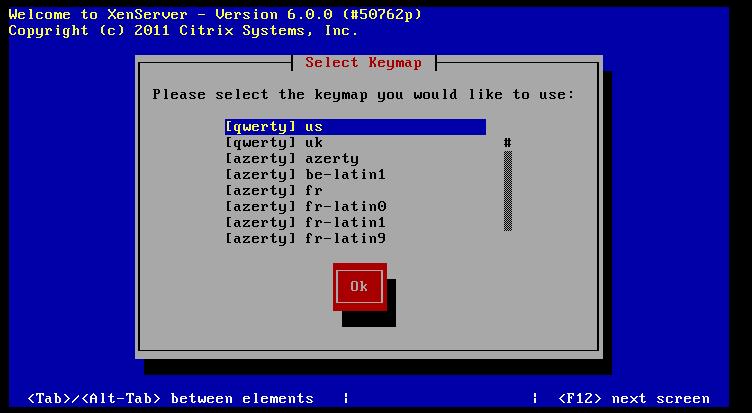 Welcome to XenServer - Version 6.0.0 (#50762p)
Copyright (c) 2011 Citrix Systems, Inc.
Select Keymap
Please select the keymap you would like to use:
[qwerty] us
[qwerty] uk
#
[azerty] azerty
[azerty] be-latin1
[azerty] fr
[azerty] fr-latin0
[azerty] fr-latin1
[azerty] fr-latin9
Ok
<Tab>/<Alt-Tab> between elements | | <F12> next screen